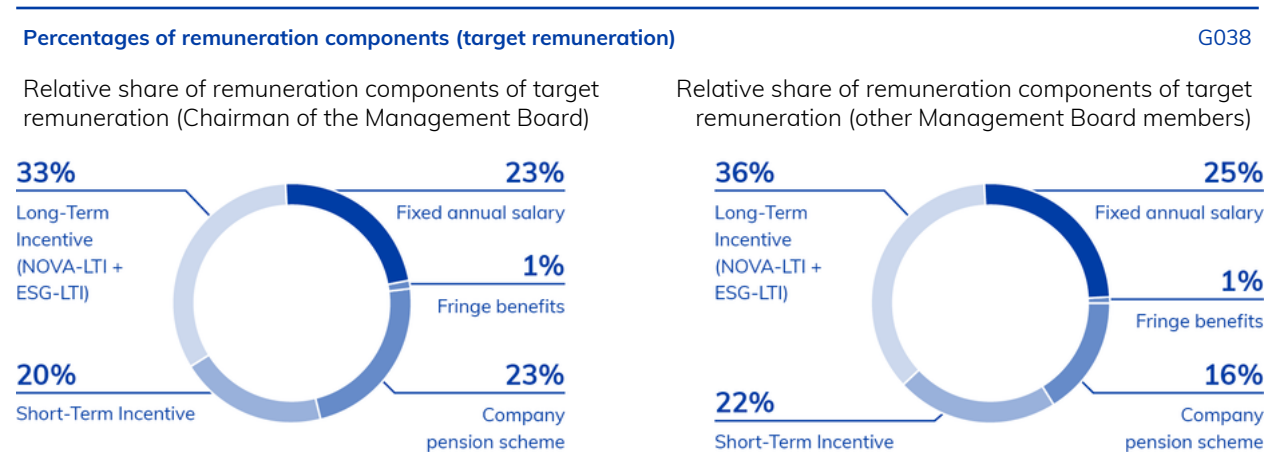 Percentages of remuneration components (target remuneration)
G038
Relative share of remuneration components of target
remuneration (Chairman of the Management Board)
33%
Long-Term
Incentive
(NOVA-LTI +
ESG-LTI)
23%
Fixed annual salary
1%
Fringe benefits
20%
Short-Term Incentive
23%
Company
pension scheme
Relative share of remuneration components of target
remuneration (other Management Board members)
36%
Long-Term
Incentive
(NOVA-LTI +
ESG-LTI)
25%
Fixed annual salary
1%
Fringe benefits
22%
Short-Term Incentive
16%
Company
pension scheme